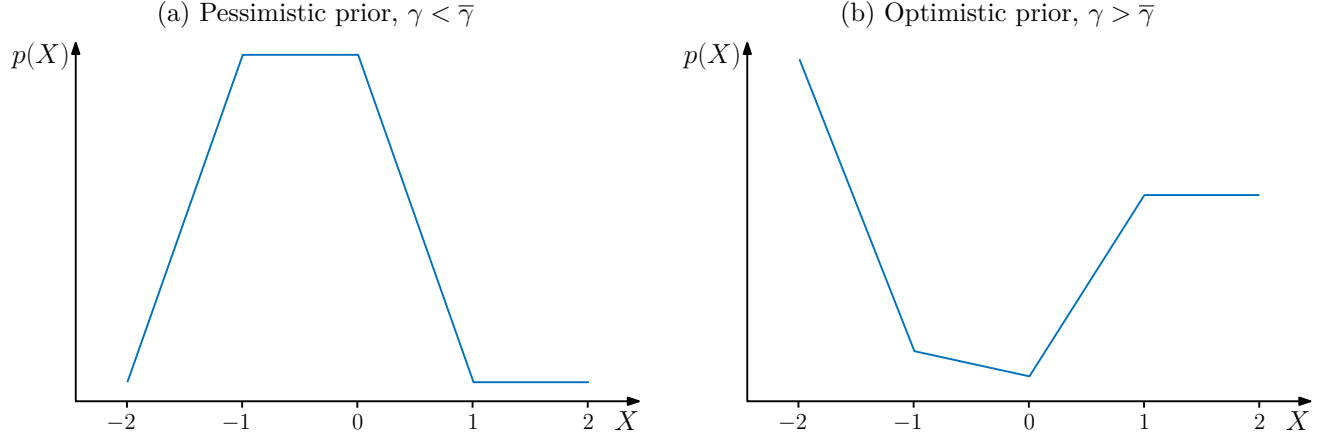 (a) Pessimistic prior, γ < γ̅
p(X)
−2 −1 0 1 2 X
(b) Optimistic prior, γ > γ̅
p(X)
−2 −1 0 1 2 X